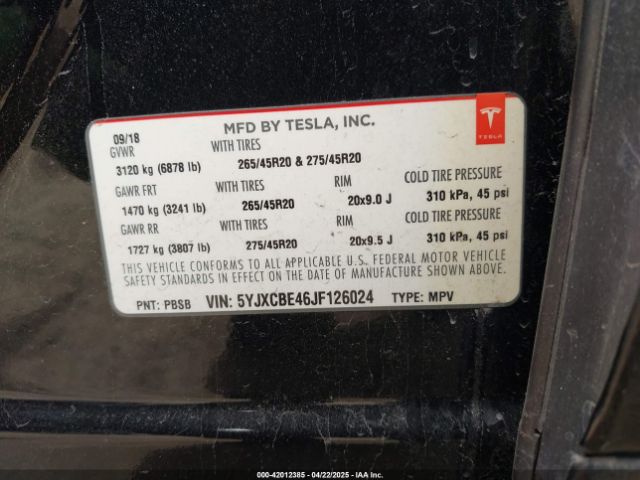 MFD BY TESLA, INC.
TESLA
09/18
GVWR WITH TIRES
3120 kg (6878 lb) 265/45R20 & 275/45R20
GAWR FRT WITH TIRES RIM COLD TIRE PRESSURE
1470 kg (3241 lb) 265/45R20 20x9.0 J 310 kPa, 45 psi
GAWR RR WITH TIRES RIM COLD TIRE PRESSURE
1727 kg (3807 lb) 275/45R20 20x9.5 J 310 kPa, 45 psi
THIS VEHICLE CONFORMS TO ALL APPLICABLE U.S. FEDERAL MOTOR VEHICLE
SAFETY STANDARDS IN EFFECT ON THE DATE OF MANUFACTURE SHOWN ABOVE.
PNT: PBSB VIN: 5YJXCBE46JF126024 TYPE: MPV
000-42012385 - 04/22/2025 - IAAI.COM